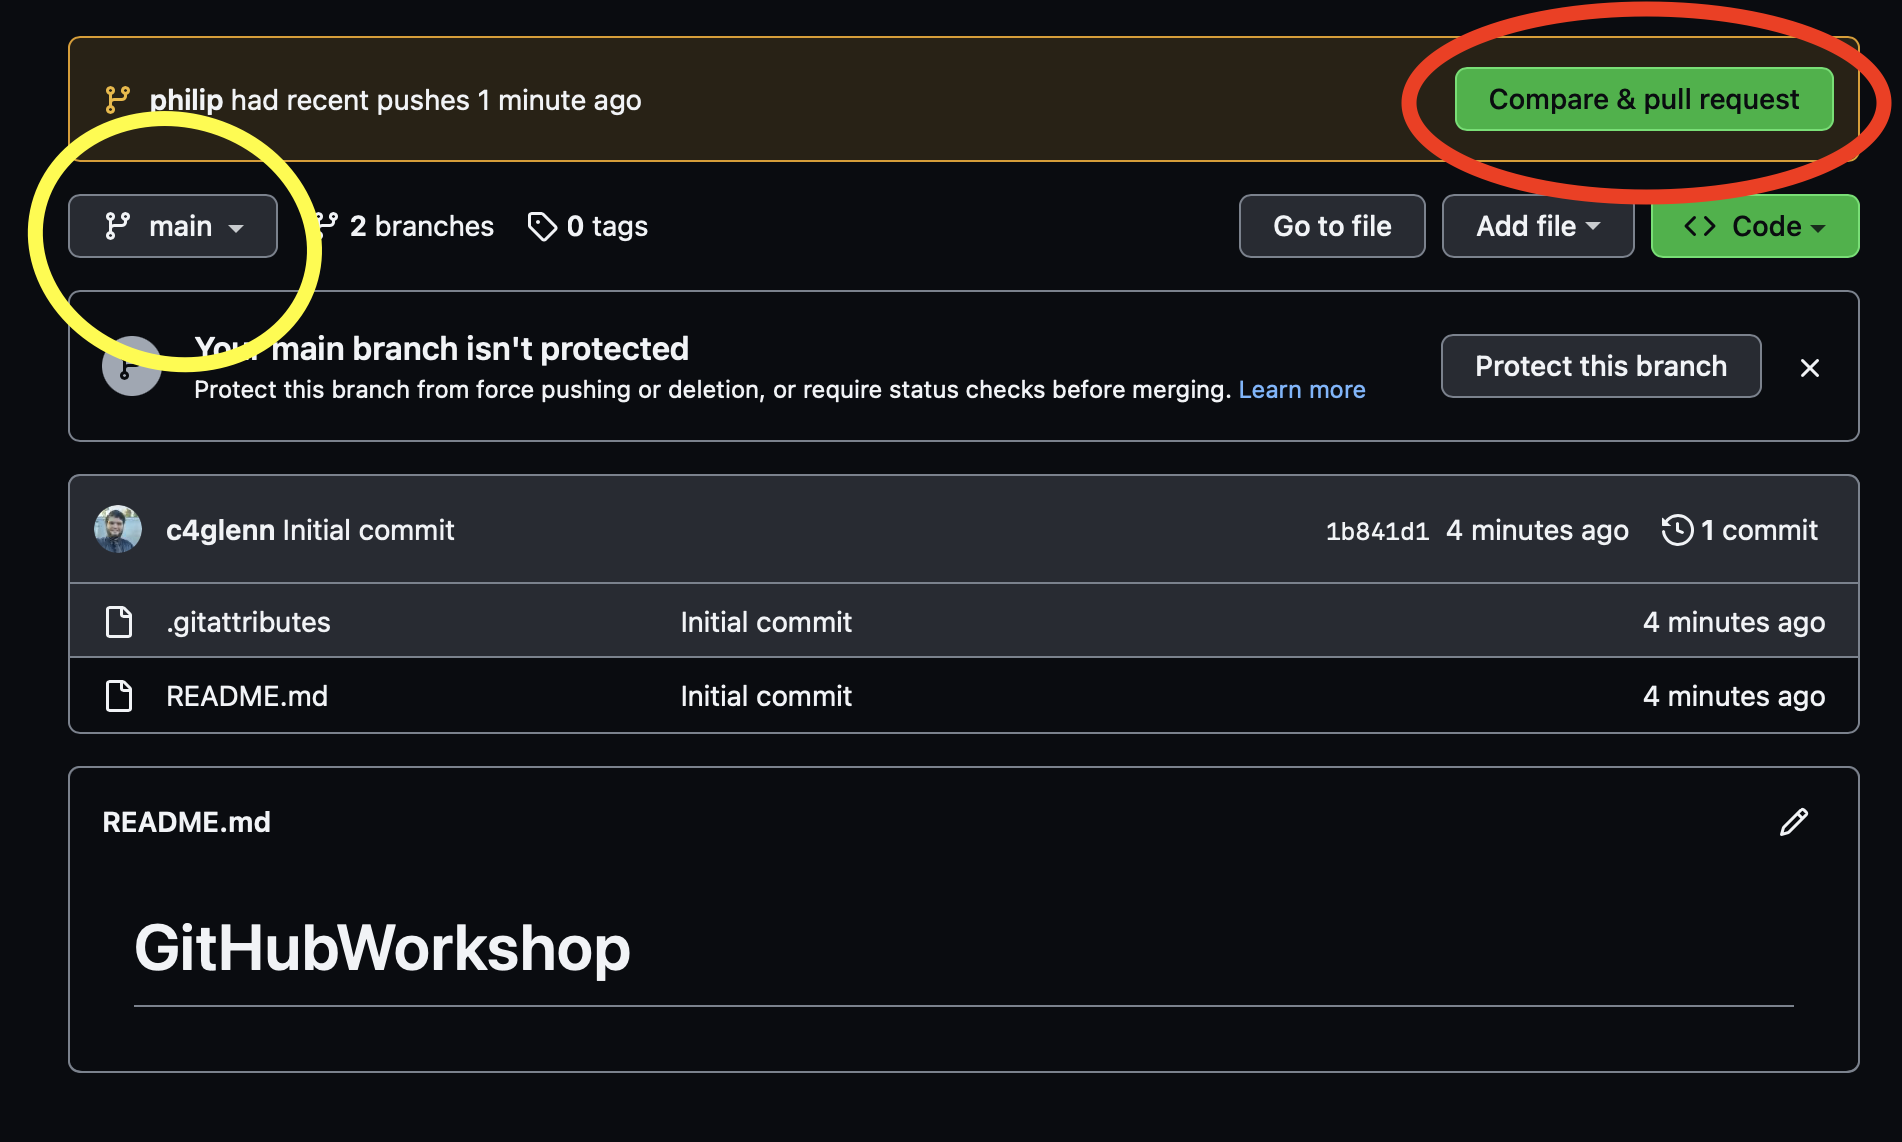 philip had recent pushes 1 minute ago
Compare & pull request
main
2 branches
0 tags
Go to file
Add file
Code
Your main branch isn't protected
Protect this branch from force pushing or deletion, or require status checks before merging. Learn more
Protect this branch
c4glenn Initial commit
1b841d1 4 minutes ago
1 commit
.gitattributes
Initial commit
4 minutes ago
README.md
Initial commit
4 minutes ago
README.md
GitHubWorkshop